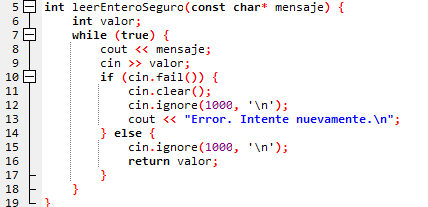 5 int leerEnteroSeguro(const char* mensaje) {
6     int valor;
7     while (true) {
8         cout << mensaje;
9         cin >> valor;
10         if (cin.fail()) {
11             cin.clear();
12             cin.ignore(1000, '\n');
13             cout << "Error. Intente nuevamente.\n";
14         } else {
15             cin.ignore(1000, '\n');
16             return valor;
17         }
18     }
19 }